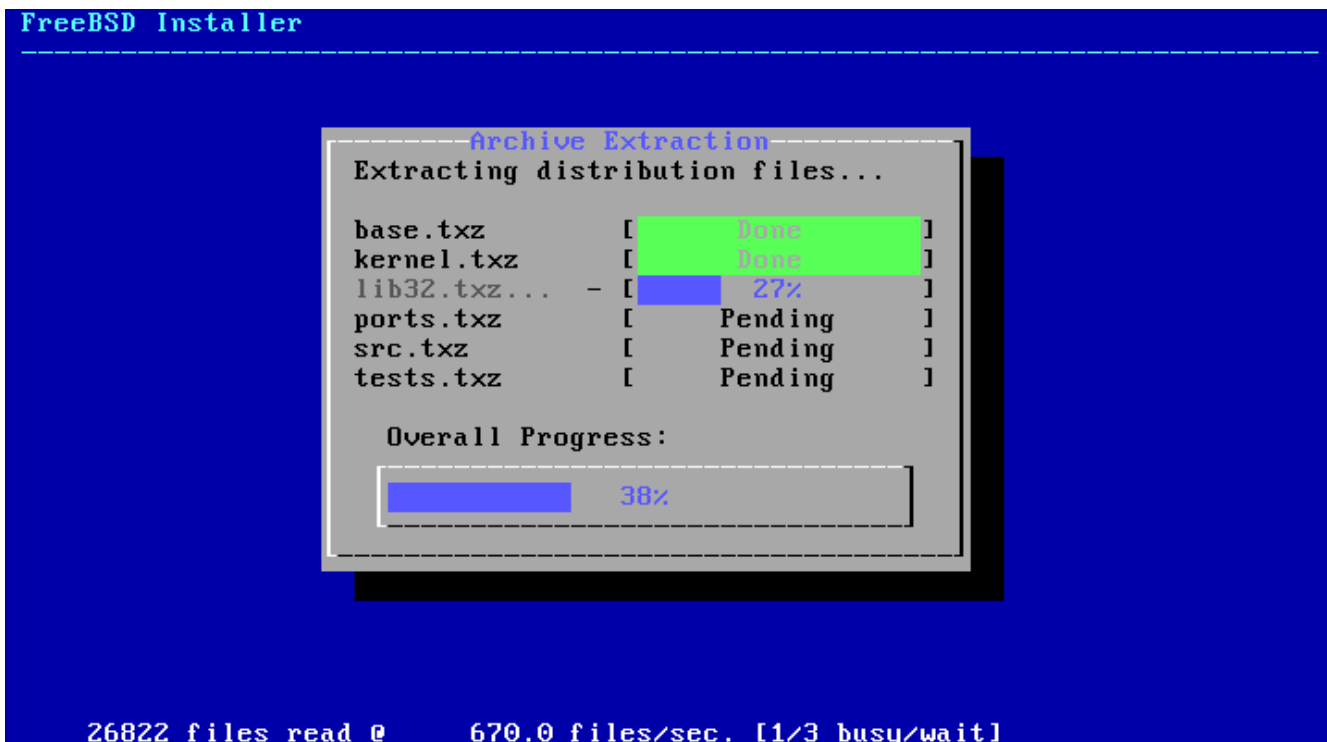 FreeBSD Installer
Archive Extraction
Extracting distribution files...
base.txz [ Done ]
kernel.txz [ Done ]
lib32.txz... - [ 27% ]
ports.txz [ Pending ]
src.txz [ Pending ]
tests.txz [ Pending ]
Overall Progress:
38%
26822 files read @ 670.0 files/sec. [1/3 busy/wait]